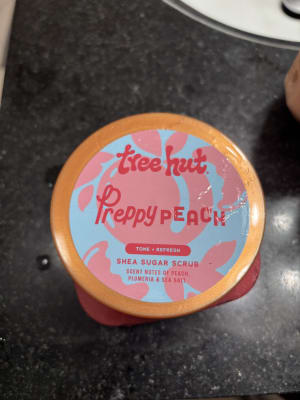 tree hut
Preppy PEACH
TONE + REFRESH
SHEA SUGAR SCRUB
SCENT NOTES OF PEACH,
PLUMERIA & SEA SALT